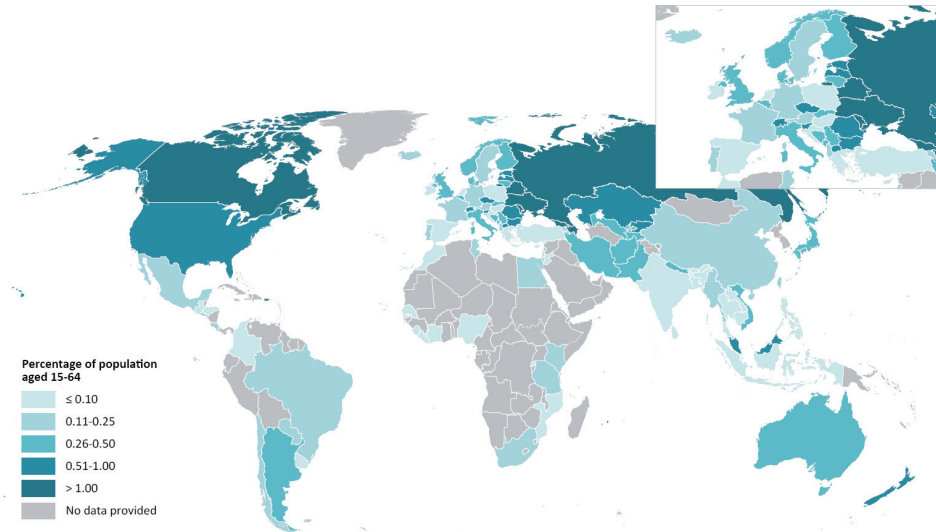 Percentage of population
aged 15-64
≤ 0.10
0.11-0.25
0.26-0.50
0.51-1.00
> 1.00
No data provided